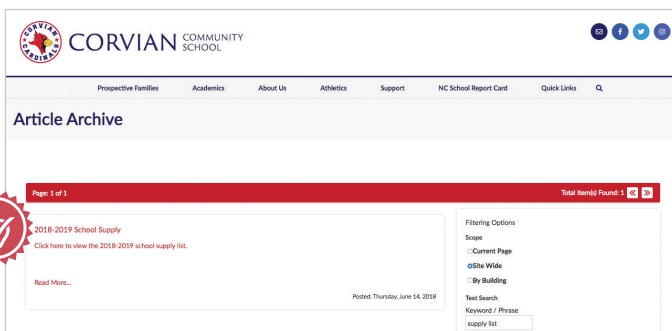 CORVIAN
CARDINALS
CORVIAN COMMUNITY SCHOOL
Prospective Families Academics About Us Athletics Support NC School Report Card Quick Links
Article Archive
Page: 1 of 1 Total Item(s) Found: 1
2018-2019 School Supply
Click here to view the 2018-2019 school supply list.
Read More...
Posted: Thursday, June 14, 2018
Filtering Options
Scope
Current Page
Site Wide
By Building
Text Search
Keyword / Phrase
supply list